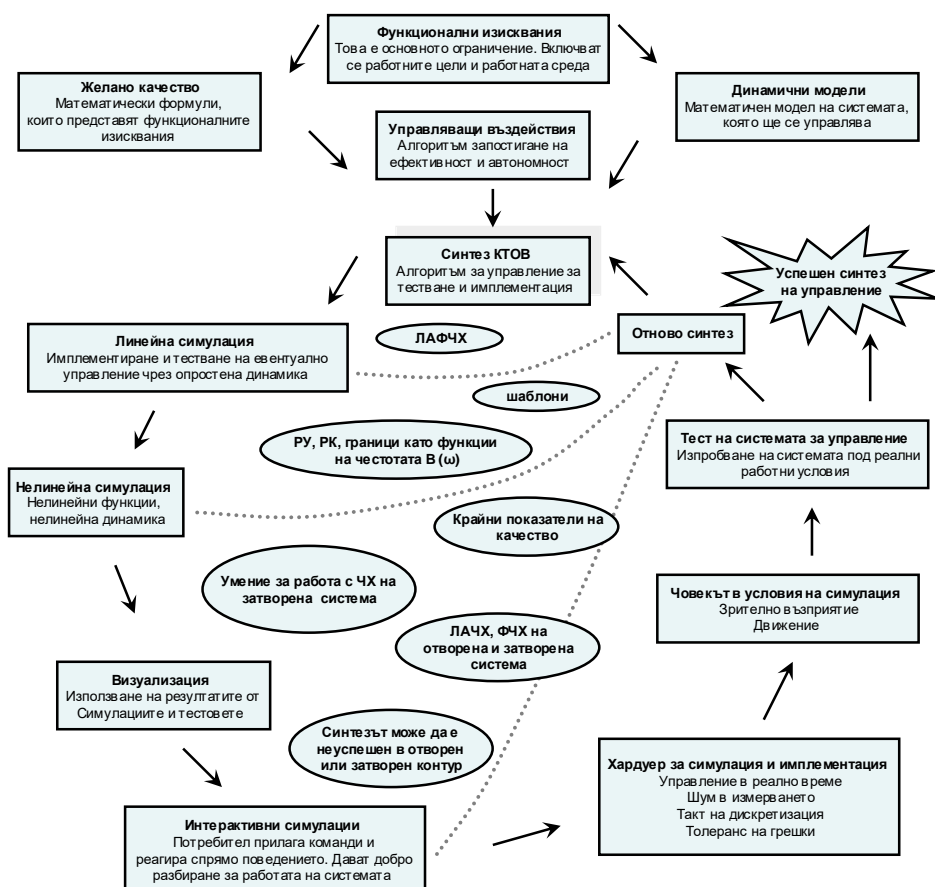 Функционални изисквания
Това е основното ограничение. Включват
се работните цели и работната среда
Желано качество
Математически формули,
които представят функционалните
изисквания
Динамични модели
Математичен модел на системата,
която ще се управлява
Управляващи въздействия
Алгоритъм запостигане на
ефективност и автономност
Синтез КТОВ
Алгоритъм за управление за
тестване и имплементация
Успешен синтез
на управление
Линейна симулация
Имплементиране и тестване на евентуално
управление чрез опростена динамика
ЛАФЧХ
Отново синтез
шаблони
РУ, РК, граници като функции
на честотата B (ω)
Тест на системата за управление
Изпробване на системата под реални
работни условия
Нелинейна симулация
Нелинейни функции,
нелинейна динамика
Крайни показатели на
качество
Умение за работа с ЧХ на
затворена система
Човекът в условия на симулация
Зрително възприятие
Движение
ЛАЧХ, ФЧХ на
отворена и затворена
система
Визуализация
Използване на резултатите от
Симулациите и тестовете
Синтезът може да е
неуспешен в отворен
или затворен контур
Хардуер за симулация и имплементация
Управление в реално време
Шум в измерването
Такт на дискретизация
Толеранс на грешки
Интерактивни симулации
Потребител прилага команди и
реагира спрямо поведението. Дават добро
разбиране за работата на системата